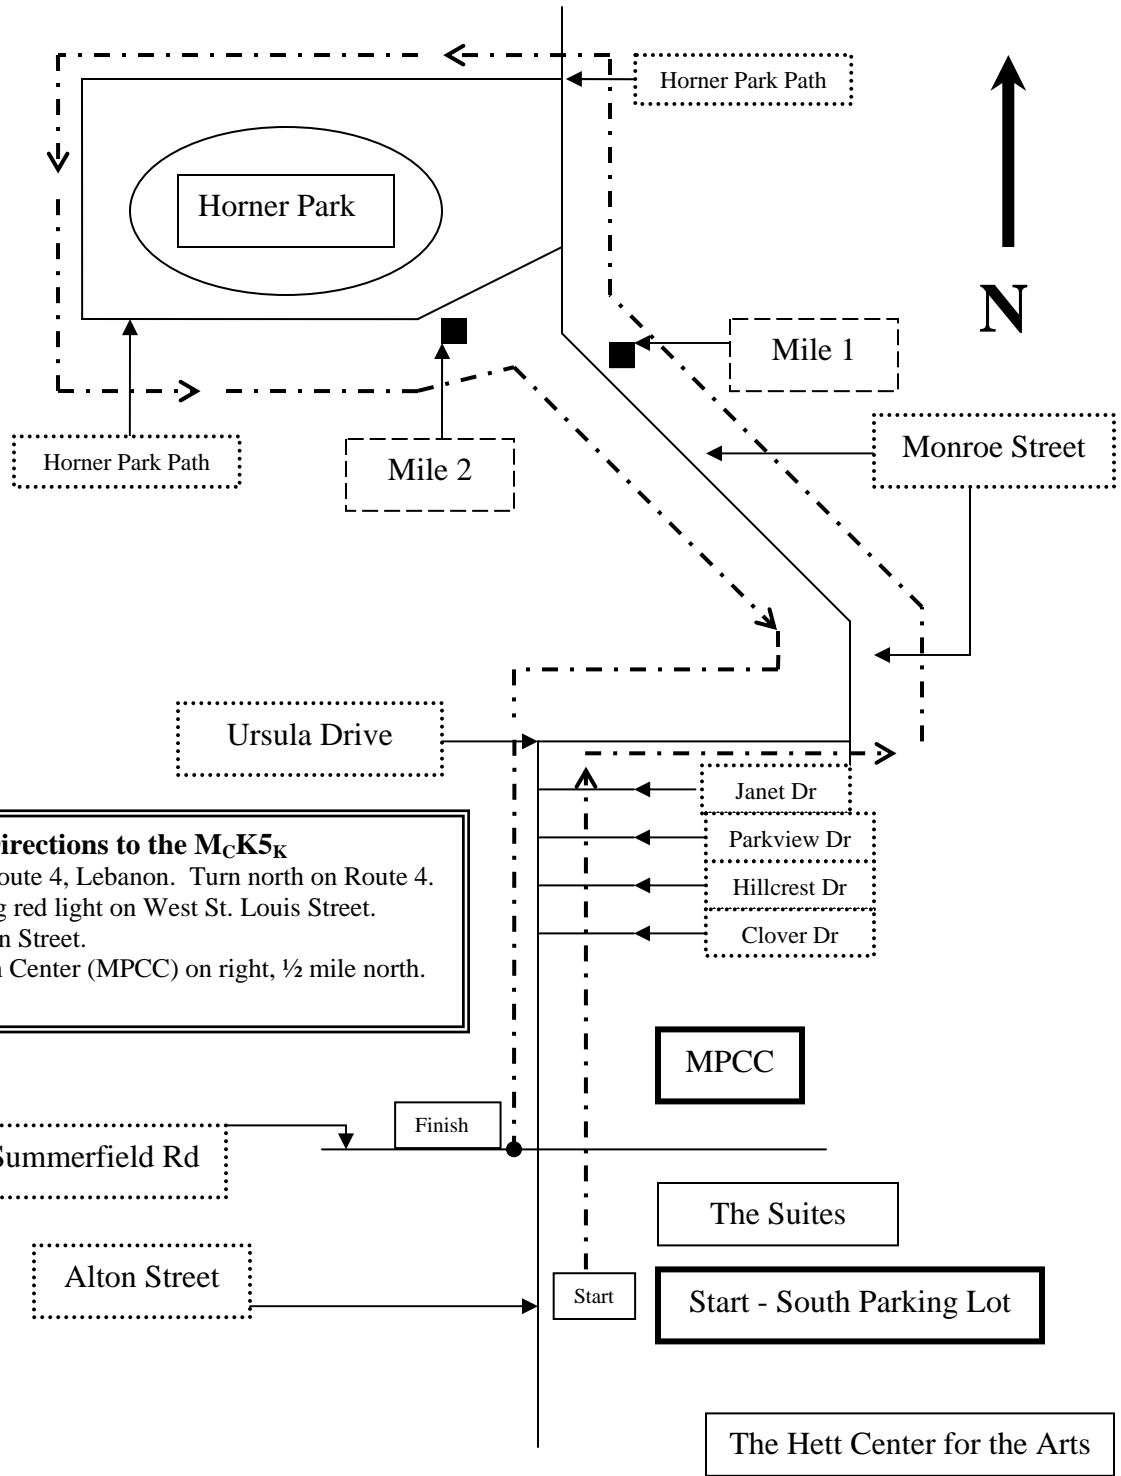 Horner Park Path
Horner Park
N
Mile 1
Monroe Street
Horner Park Path
Mile 2
Ursula Drive
Janet Dr
Parkview Dr
Hillcrest Dr
Clover Dr
to the MCK5K
4, Lebanon. Turn north on Route 4.
red light on West St. Louis Street.
Street.
Center (MPCC) on right, ½ mile north.
MPCC
Finish
Summerfield Rd
The Suites
Alton Street
Start
Start - South Parking Lot
The Hett Center for the Arts